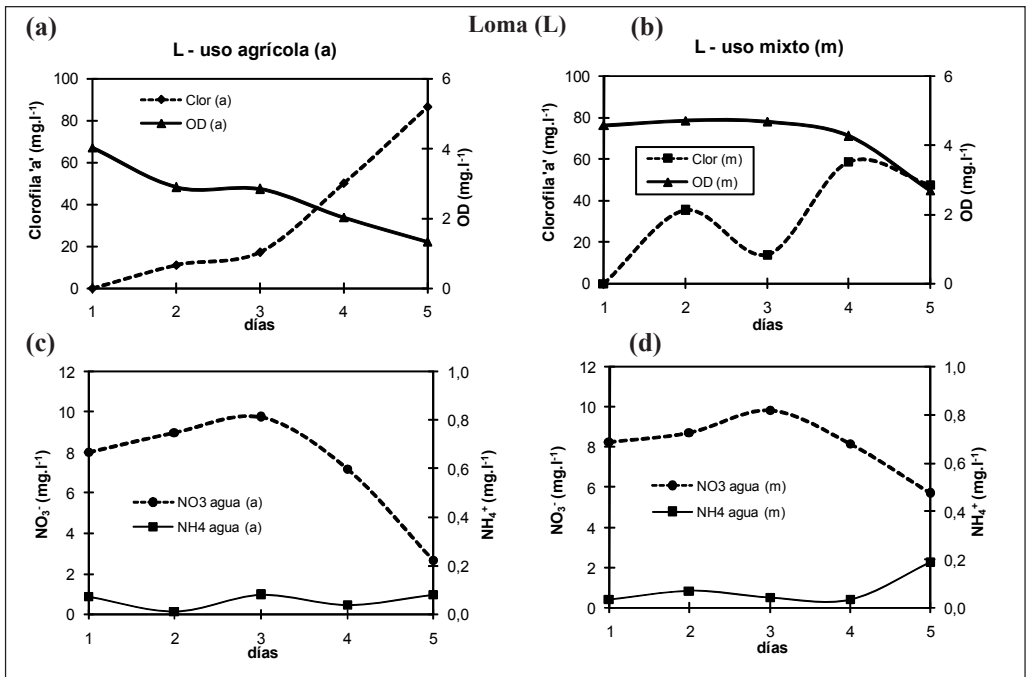 Loma (L)
(a)
L - uso agrícola (a)
Clorofila 'a' (mg.l-1)
100
80
60
40
20
0
Clor (a)
OD (a)
6
4
2
0
OD (mg.l-1)
1 2 3 4 5
días
(b)
L - uso mixto (m)
Clorofila 'a' (mg.l-1)
100
80
60
40
20
0
Clor (m)
OD (m)
6
4
2
0
OD (mg.l-1)
1 2 3 4 5
días
(c)
NO3- (mg.l-1)
12
10
8
6
4
2
0
NO3 agua (a)
NH4 agua (a)
1,0
0,8
0,6
0,4
0,2
0,0
NH4+ (mg.l-1)
1 2 3 4 5
días
(d)
NO3- (mg.l-1)
12
10
8
6
4
2
0
NO3 agua (m)
NH4 agua (m)
1,0
0,8
0,6
0,4
0,2
0,0
NH4+ (mg.l-1)
1 2 3 4 5
días